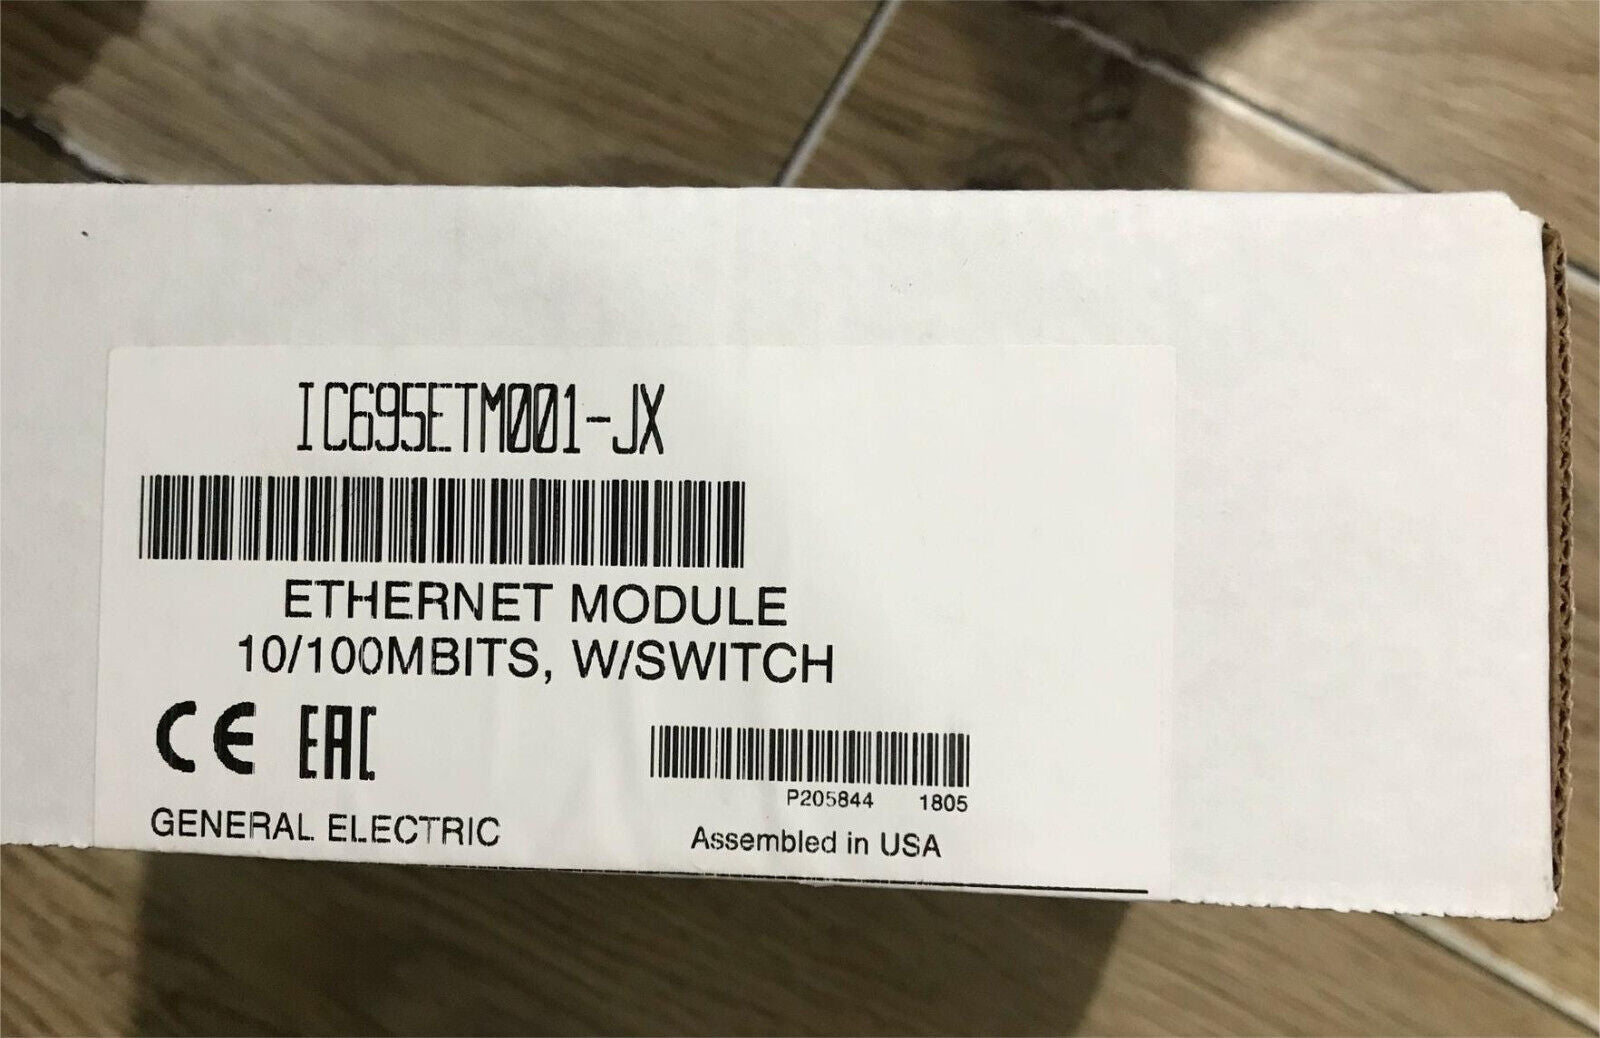 IC695ETM001-JX
ETHERNET MODULE
10/100MBITS, W/SWITCH
CE EAC
P205844 1805
GENERAL ELECTRIC
Assembled in USA